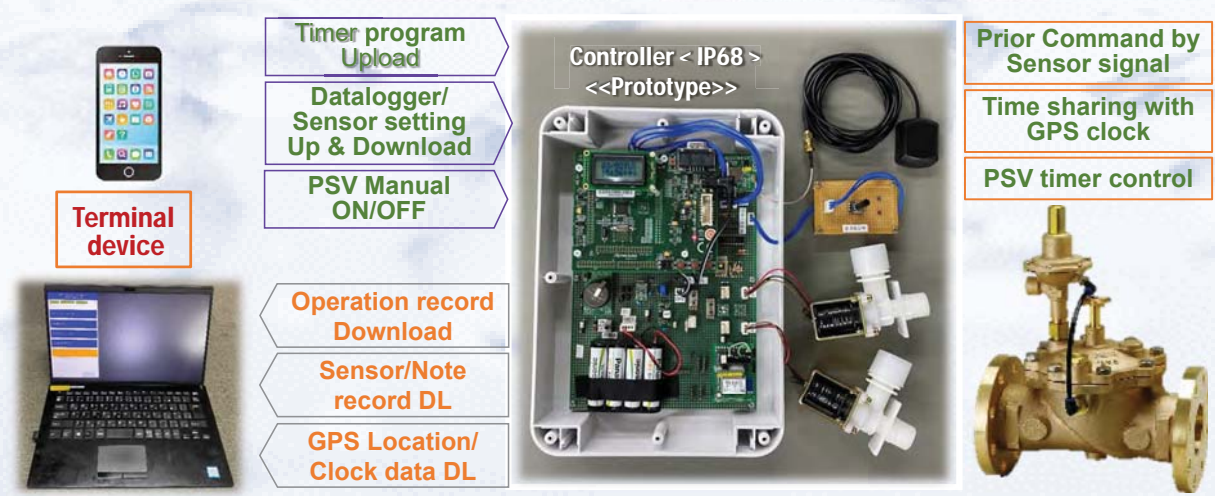 Timer program
Upload
Datalogger/
Sensor setting
Up & Download
PSV Manual
ON/OFF
Terminal
device
Operation record
Download
Sensor/Note
record DL
GPS Location/
Clock data DL
Controller < IP68 >
<<Prototype>>
Prior Command by
Sensor signal
Time sharing with
GPS clock
PSV timer control